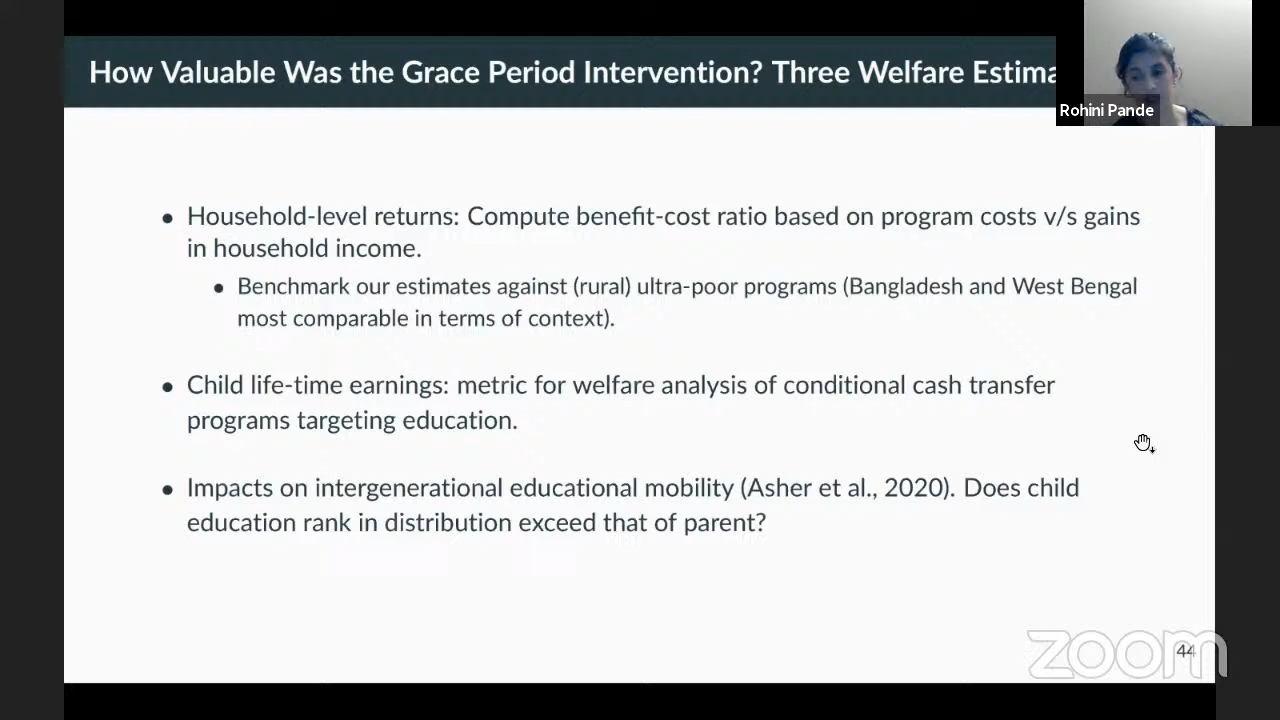 How Valuable Was the Grace Period Intervention? Three Welfare
Rohini Pande
• Household-level returns: Compute benefit-cost ratio based on program costs v/s gains
in household income.
• Benchmark our estimates against (rural) ultra-poor programs (Bangladesh and West Bengal
most comparable in terms of context).
• Child life-time earnings: metric for welfare analysis of conditional cash transfer
programs targeting education.
• Impacts on intergenerational educational mobility (Asher et al., 2020). Does child
education rank in distribution exceed that of parent?
zoom
44